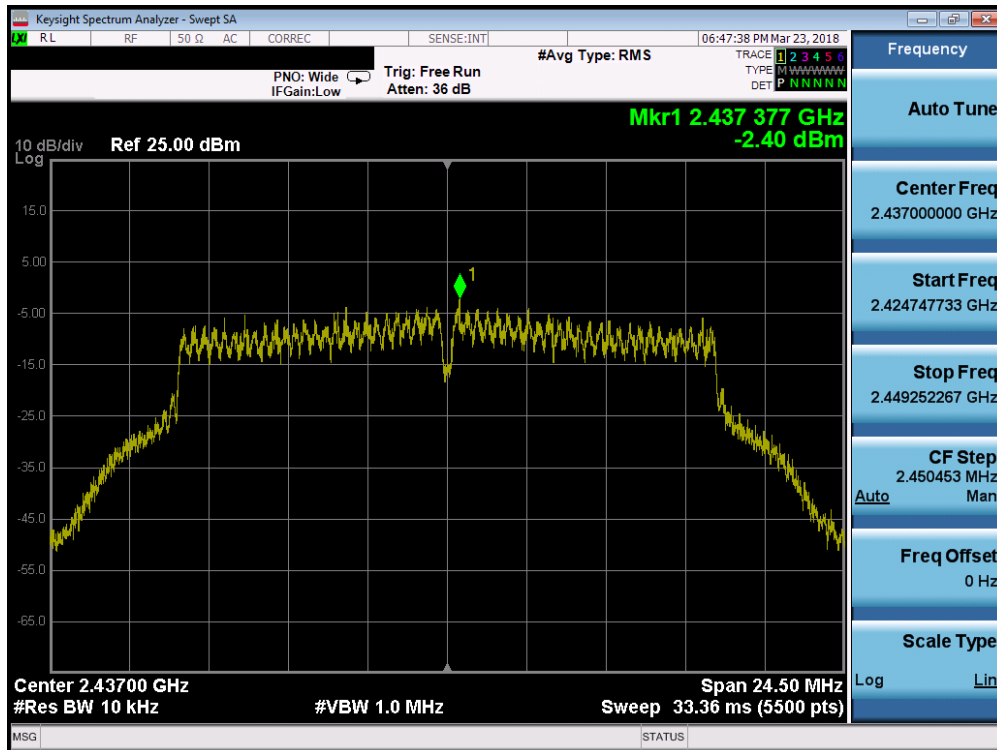 Keysight Spectrum Analyzer - Swept SA
LXI RL RF 50 Ω AC CORREC SENSE:INT 06:47:38 PM Mar 23, 2018
#Avg Type: RMS
TRACE 1 2 3 4 5 6
PNO: Wide Trig: Free Run
TYPE M W W W W W
IFGain:Low Atten: 36 dB
DET P N N N N N
Mkr1 2.437 377 GHz
-2.40 dBm
10 dB/div Ref 25.00 dBm
Log
15.0
5.00
1
-5.00
-15.0
-25.0
-35.0
-45.0
-55.0
-65.0
Center 2.43700 GHz Span 24.50 MHz
#Res BW 10 kHz #VBW 1.0 MHz Sweep 33.36 ms (5500 pts)
MSG STATUS
Frequency
Auto Tune
Center Freq
2.437000000 GHz
Start Freq
2.424747733 GHz
Stop Freq
2.449252267 GHz
CF Step
2.450453 MHz
Auto Man
Freq Offset
0 Hz
Scale Type
Log Lin